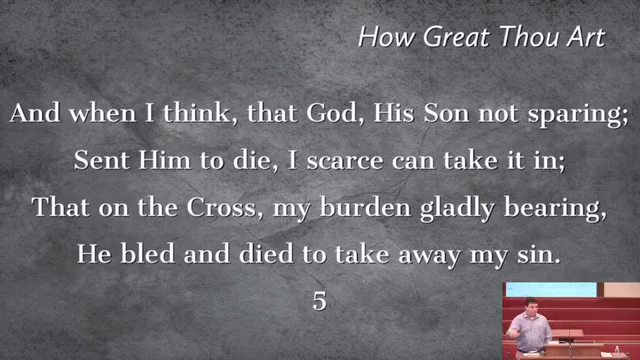 How Great Thou Art
And when I think, that God, His Son not sparing;
Sent Him to die, I scarce can take it in;
That on the Cross, my burden gladly bearing,
He bled and died to take away my sin.
5